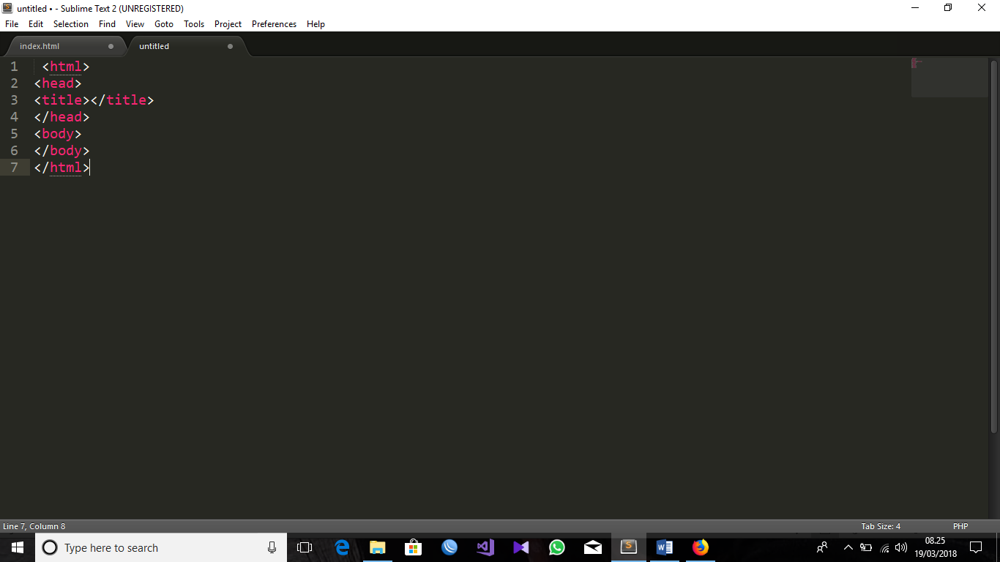 untitled • - Sublime Text 2 (UNREGISTERED)
File Edit Selection Find View Goto Tools Project Preferences Help
index.html untitled
1 <html>
2 <head>
3 <title></title>
4 </head>
5 <body>
6 </body>
7 </html>
Line 7, Column 8 Tab Size: 4 PHP
Type here to search
08.25
19/03/2018